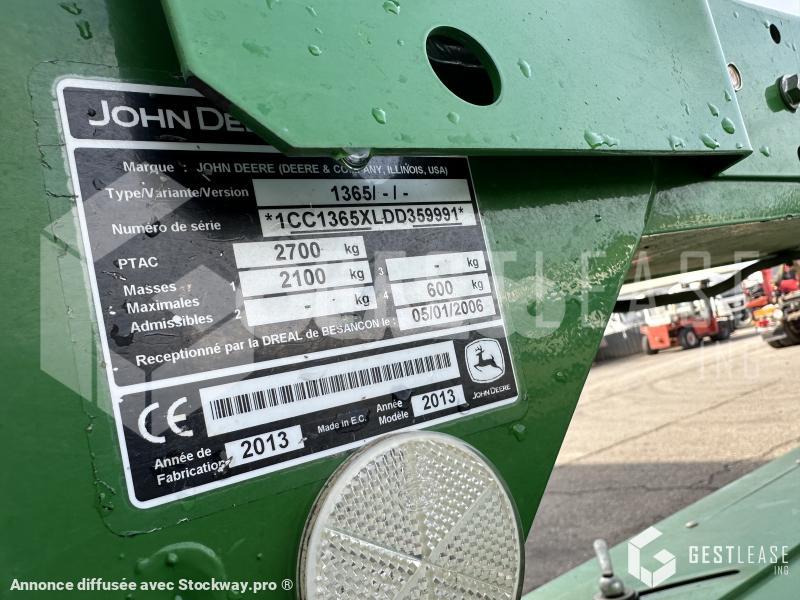 JOHN DEERE
Marque : JOHN DEERE (DEERE & COMPANY, ILLINOIS, USA)
Type/Variante/Version 1365/ - / -
Numéro de série *1CC1365XLDD359991*
PTAC 2700 kg
Masses 1 2100 kg 3 - kg
Maximales
Admissibles 2 - kg 4 600 kg
Receptionné par la DREAL de BESANCON le : 05/01/2006
CE
Année de
Fabrication 2013 Made in E.C. Année
Modèle 2013
JOHN DEERE
GESTLEASE
INC.
GESTLEASE
INC.
Annonce diffusée avec Stockway.pro ®